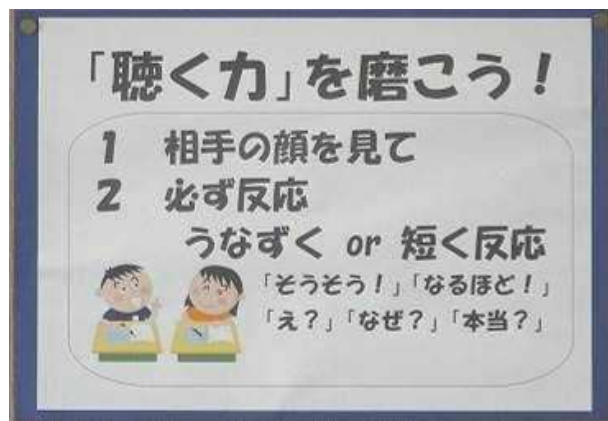 「聴く力」を磨こう!
1 相手の顔を見て
2 必ず反応
うなずく or 短く反応
「そうそう!」「なるほど!」
「え?」「なぜ?」「本当?」